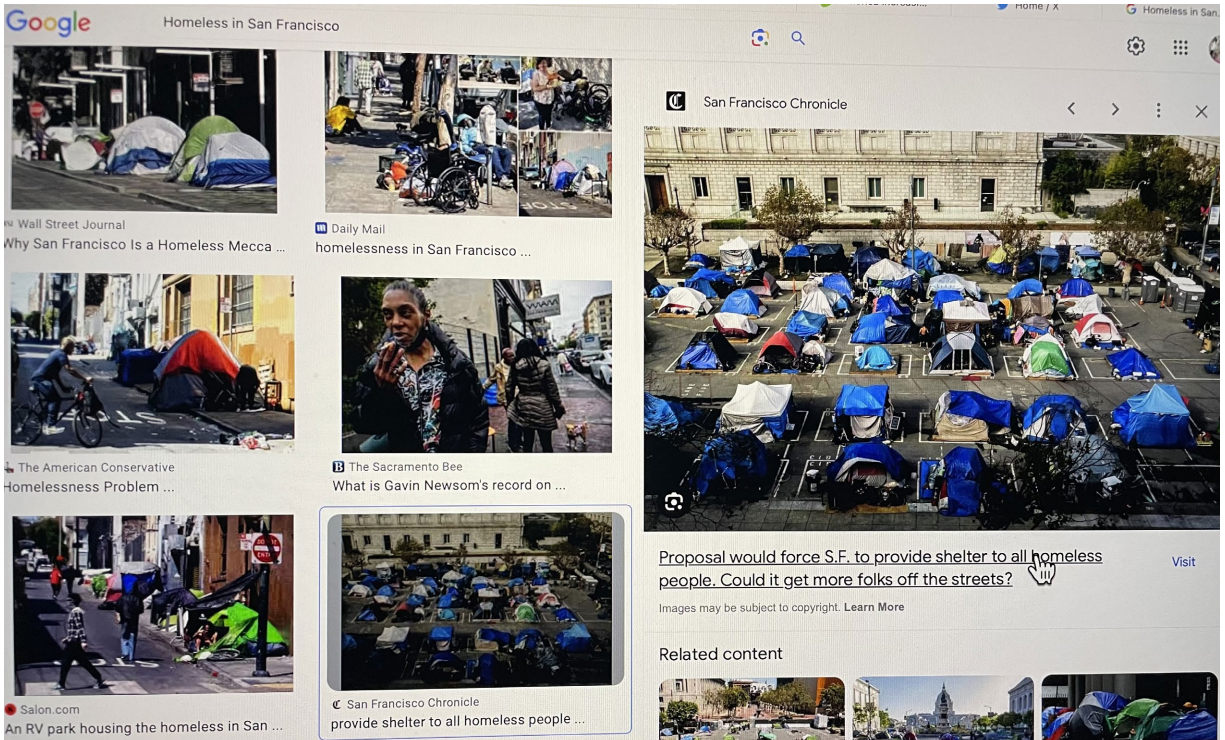 Google
Homeless in San Francisco
Home / X
Homeless in San.
San Francisco Chronicle
Wall Street Journal
Why San Francisco Is a Homeless Mecca ...
Daily Mail
homelessness in San Francisco ...
The American Conservative
Homelessness Problem ...
The Sacramento Bee
What is Gavin Newsom's record on ...
Salon.com
An RV park housing the homeless in San ...
San Francisco Chronicle
provide shelter to all homeless people ...
Proposal would force S.F. to provide shelter to all homeless
people. Could it get more folks off the streets?
Visit
Images may be subject to copyright. Learn More
Related content